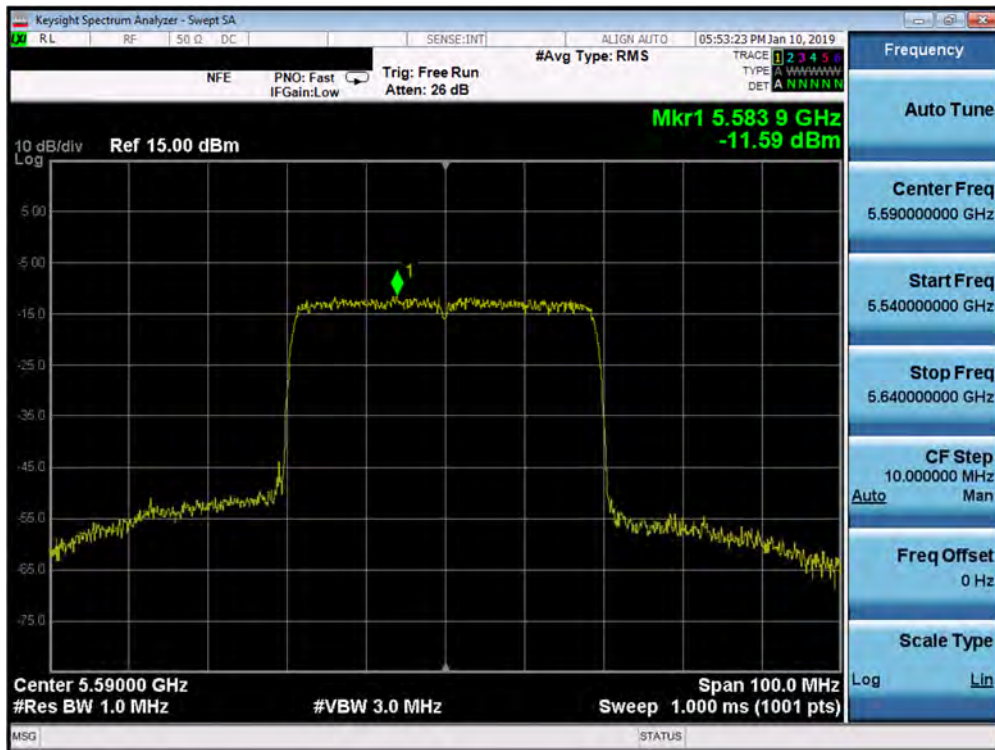 Keysight Spectrum Analyzer - Swept SA
LXI RL RF 50 Ω DC SENSE:INT ALIGN AUTO 05:53:23 PM Jan 10, 2019
#Avg Type: RMS
TRACE 1 2 3 4 5 6
TYPE A WWWWW
DET A N N N N N
NFE PNO: Fast Trig: Free Run
IFGain:Low Atten: 26 dB
Mkr1 5.583 9 GHz
-11.59 dBm
10 dB/div Ref 15.00 dBm
Log
5.00
-5.00
1
-15.0
-25.0
-35.0
-45.0
-55.0
-65.0
-75.0
Center 5.59000 GHz Span 100.0 MHz
#Res BW 1.0 MHz #VBW 3.0 MHz Sweep 1.000 ms (1001 pts)
MSG STATUS
Frequency
Auto Tune
Center Freq
5.590000000 GHz
Start Freq
5.540000000 GHz
Stop Freq
5.640000000 GHz
CF Step
10.000000 MHz
Auto Man
Freq Offset
0 Hz
Scale Type
Log Lin